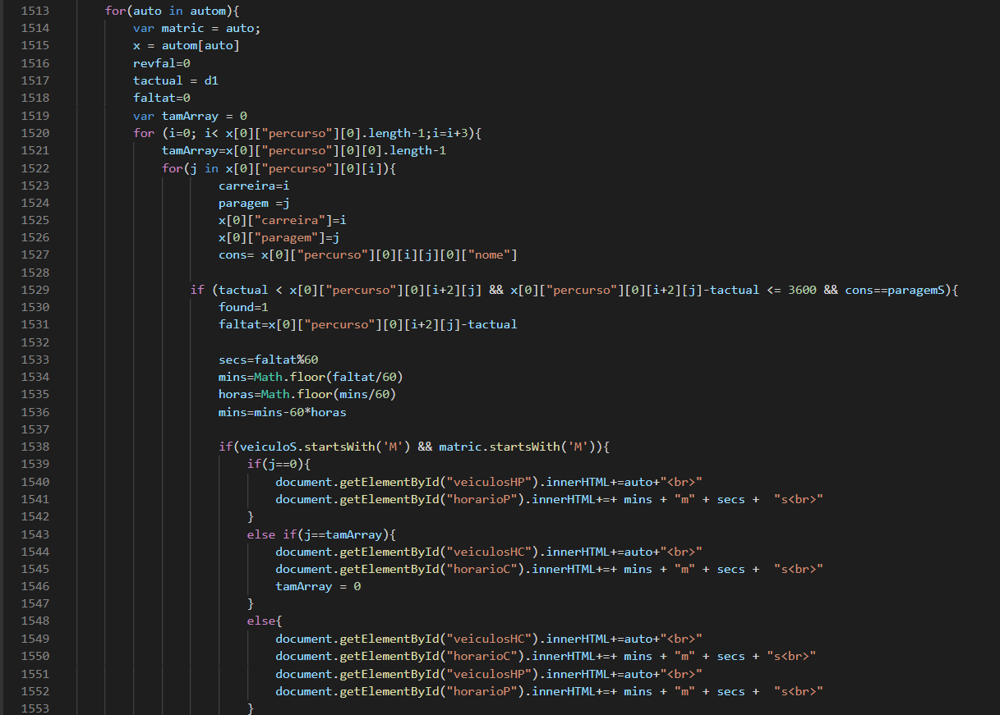 1513 for(auto in autom){
1514 var matric = auto;
1515 x = autom[auto]
1516 revfal=0
1517 tactual = d1
1518 faltat=0
1519 var tamArray = 0
1520 for (i=0; i< x[0]["percurso"][0].length-1;i=i+3){
1521 tamArray=x[0]["percurso"][0][0].length-1
1522 for(j in x[0]["percurso"][0][i]){
1523 carreira=i
1524 paragem =j
1525 x[0]["carreira"]=i
1526 x[0]["paragem"]=j
1527 cons= x[0]["percurso"][0][i][j][0]["nome"]
1528
1529 if (tactual < x[0]["percurso"][0][i+2][j] && x[0]["percurso"][0][i+2][j]-tactual <= 3600 && cons==paragemS){
1530 found=1
1531 faltat=x[0]["percurso"][0][i+2][j]-tactual
1532
1533 secs=faltat%60
1534 mins=Math.floor(faltat/60)
1535 horas=Math.floor(mins/60)
1536 mins=mins-60*horas
1537
1538 if(veiculoS.startsWith('M') && matric.startsWith('M')){
1539 if(j==0){
1540 document.getElementById("veiculosHP").innerHTML+=auto+"<br>"
1541 document.getElementById("horarioP").innerHTML+=+ mins + "m" + secs +  "s<br>"
1542 }
1543 else if(j==tamArray){
1544 document.getElementById("veiculosHC").innerHTML+=auto+"<br>"
1545 document.getElementById("horarioC").innerHTML+=+ mins + "m" + secs +  "s<br>"
1546 tamArray = 0
1547 }
1548 else{
1549 document.getElementById("veiculosHC").innerHTML+=auto+"<br>"
1550 document.getElementById("horarioC").innerHTML+=+ mins + "m" + secs + "s<br>"
1551 document.getElementById("veiculosHP").innerHTML+=auto+"<br>"
1552 document.getElementById("horarioP").innerHTML+=+ mins + "m" + secs +  "s<br>"
1553 }